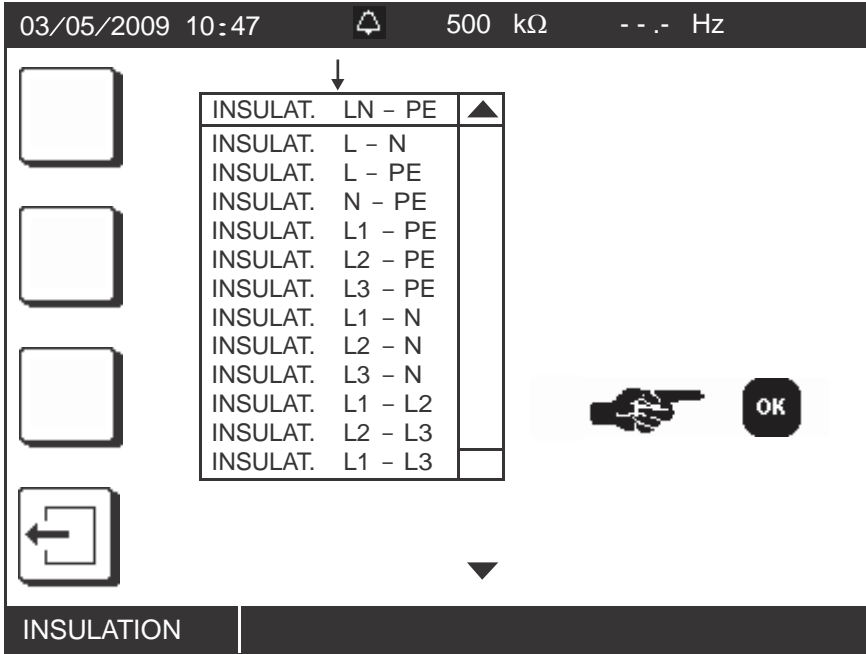 03/05/2009 10:47 500 kΩ - - .- Hz
INSULAT. LN – PE
INSULAT. L – N
INSULAT. L – PE
INSULAT. N – PE
INSULAT. L1 – PE
INSULAT. L2 – PE
INSULAT. L3 – PE
INSULAT. L1 – N
INSULAT. L2 – N
INSULAT. L3 – N
INSULAT. L1 – L2
INSULAT. L2 – L3
INSULAT. L1 – L3
OK
INSULATION